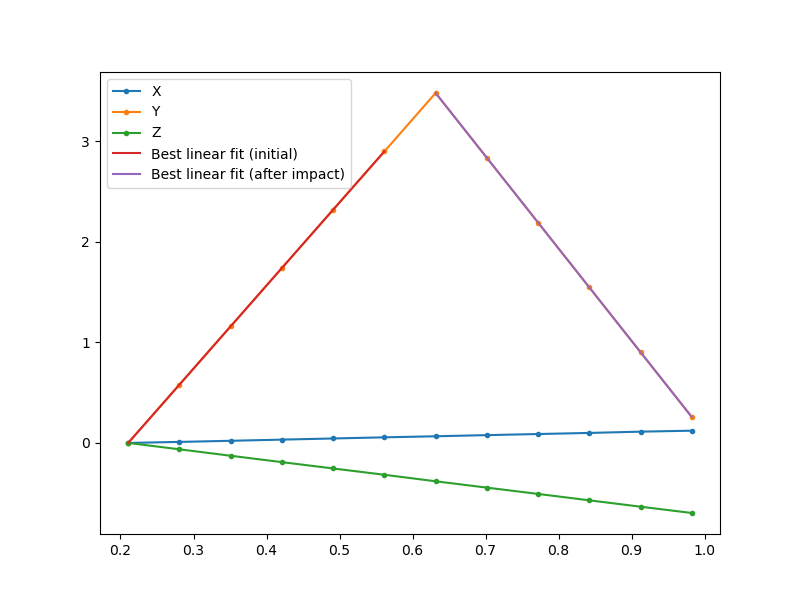 X
Y
Z
Best linear fit (initial)
Best linear fit (after impact)
3
2
1
0
0.2 0.3 0.4 0.5 0.6 0.7 0.8 0.9 1.0